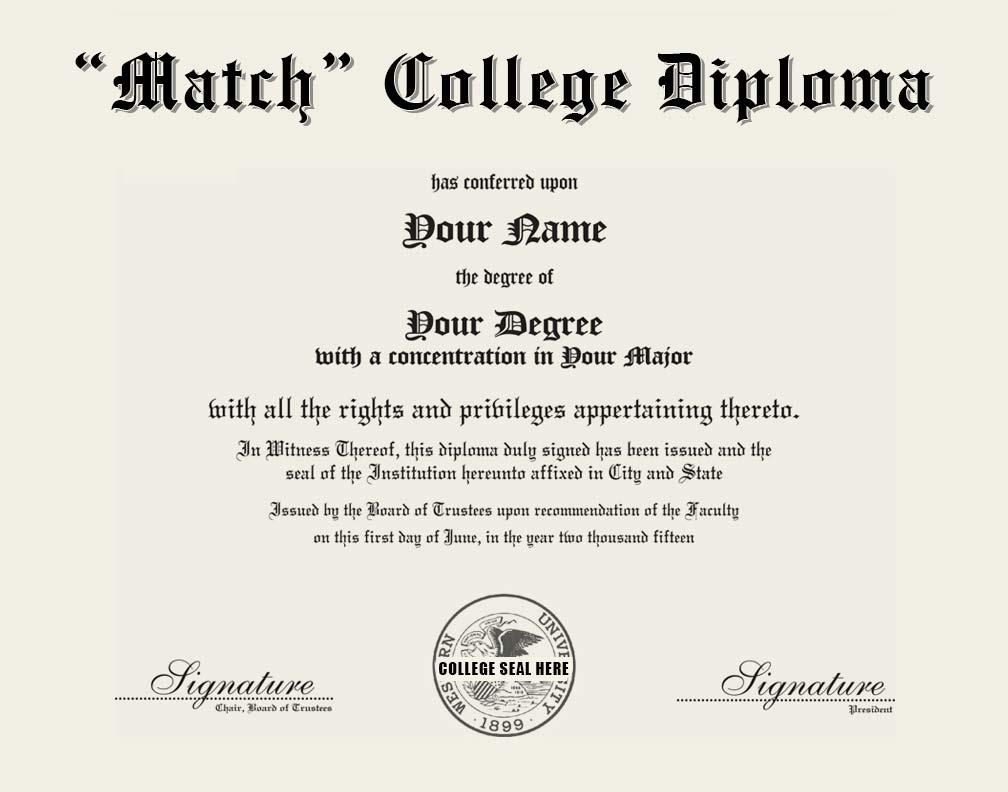 “Match” College Diploma
has conferred upon
Your Name
the degree of
Your Degree
with a concentration in Your Major
with all the rights and privileges appertaining thereto.
In Witness Thereof, this diploma duly signed has been issued and the
seal of the Institution hereunto affixed in City and State
Issued by the Board of Trustees upon recommendation of the Faculty
on this first day of June, in the year two thousand fifteen
Signature
Chair, Board of Trustees
COLLEGE SEAL HERE
· 1899 ·
Signature
President